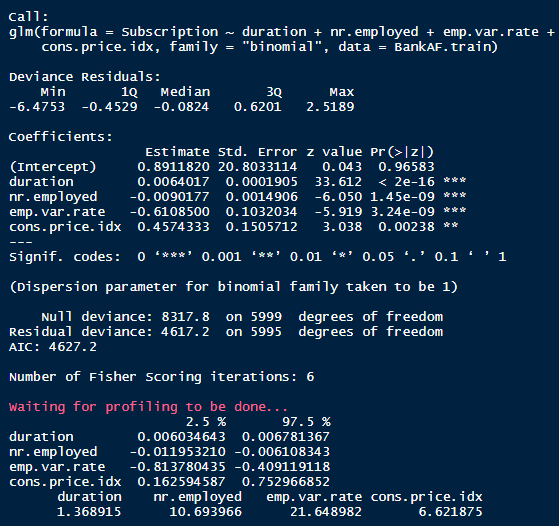 Call:
glm(formula = Subscription ~ duration + nr.employed + emp.var.rate +
    cons.price.idx, family = "binomial", data = BankAF.train)

Deviance Residuals:
    Min       1Q   Median       3Q      Max
-6.4753  -0.4529  -0.0824   0.6201   2.5189

Coefficients:
                 Estimate Std. Error z value Pr(>|z|)
(Intercept)     0.8911820 20.8033114   0.043  0.96583
duration        0.0064017  0.0001905  33.612  < 2e-16 ***
nr.employed    -0.0090177  0.0014906  -6.050 1.45e-09 ***
emp.var.rate   -0.6108500  0.1032034  -5.919 3.24e-09 ***
cons.price.idx  0.4574333  0.1505712   3.038  0.00238 **
---
Signif. codes:  0 ‘***’ 0.001 ‘**’ 0.01 ‘*’ 0.05 ‘.’ 0.1 ‘ ’ 1

(Dispersion parameter for binomial family taken to be 1)

    Null deviance: 8317.8  on 5999  degrees of freedom
Residual deviance: 4617.2  on 5995  degrees of freedom
AIC: 4627.2

Number of Fisher Scoring iterations: 6

Waiting for profiling to be done...
                      2.5 %       97.5 %
duration        0.006034643  0.006781367
nr.employed    -0.011953210 -0.006108343
emp.var.rate   -0.813780435 -0.409119118
cons.price.idx  0.162594587  0.752966852
      duration    nr.employed   emp.var.rate cons.price.idx
      1.368915      10.693966      21.648982       6.621875